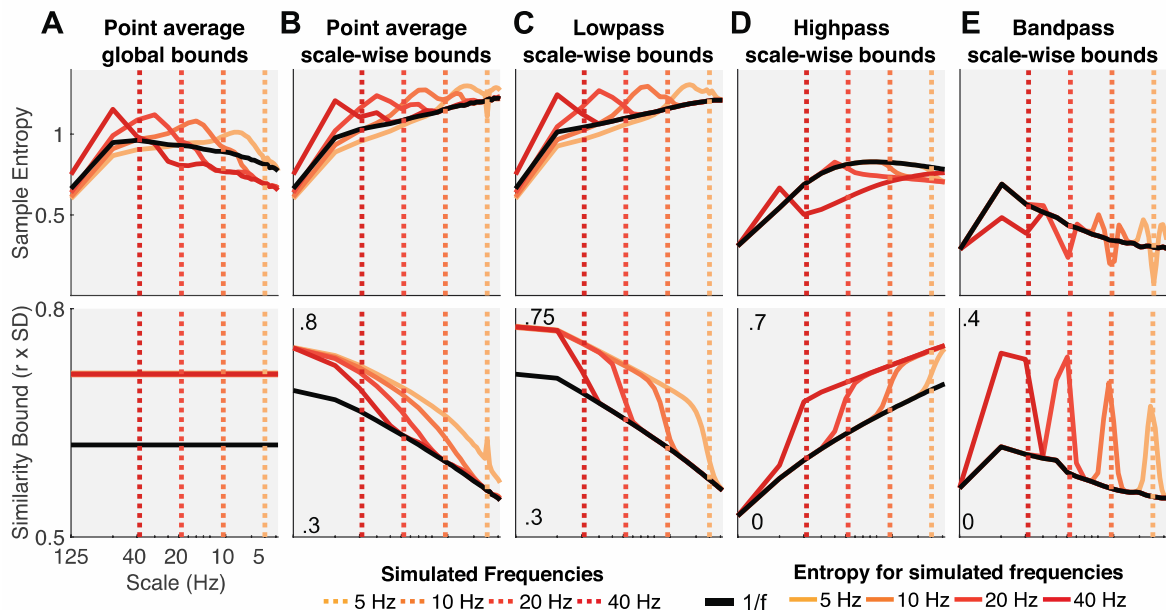 A Point average
global bounds
B Point average
scale-wise bounds
C Lowpass
scale-wise bounds
D Highpass
scale-wise bounds
E Bandpass
scale-wise bounds
Sample Entropy
1
0.5
Similarity Bound (r x SD)
0.8
0.5
.8
.3
.75
.3
.7
0
.4
0
125 40 20 10 5
Scale (Hz)
Simulated Frequencies
5 Hz 10 Hz 20 Hz 40 Hz
Entropy for simulated frequencies
1/f 5 Hz 10 Hz 20 Hz 40 Hz